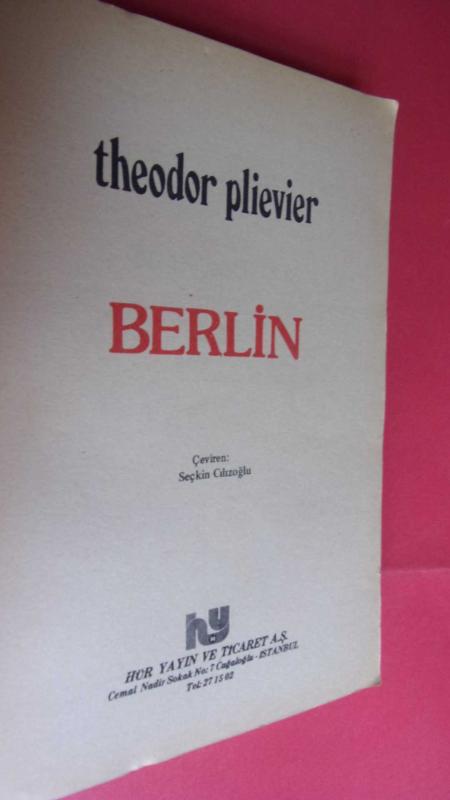 theodor plievier
BERLİN
Çeviren:
Seçkin Cılızoğlu
hy
HÜR YAYIN VE TİCARET A.Ş.
Cemal Nadir Sokak No: 7 Cağaloğlu - İSTANBUL
Tel: 27 15 02